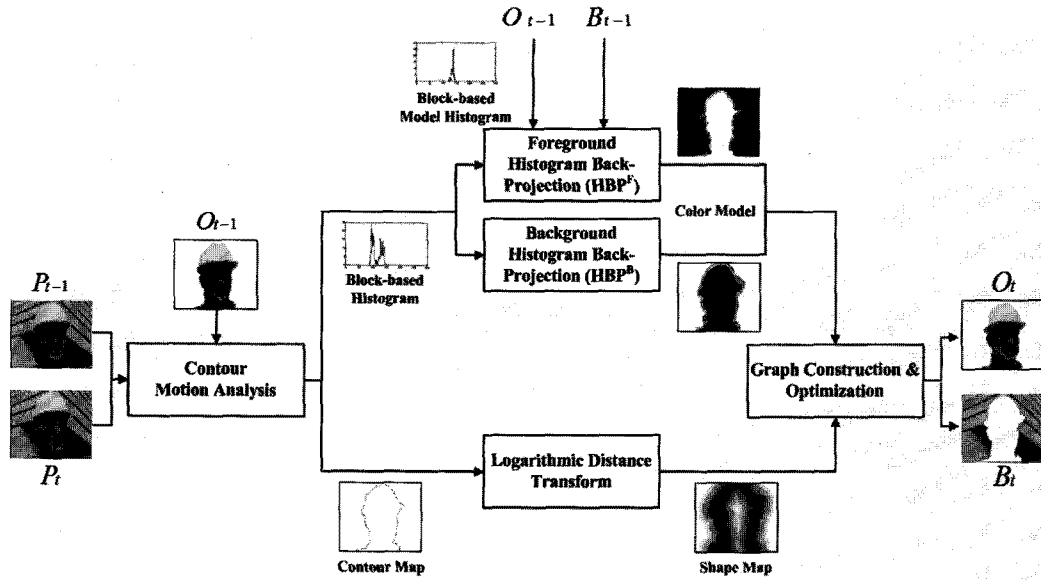 O t-1
B t-1
Block-based
Model Histogram
Foreground
Histogram Back-
Projection (HBP^F)
Color Model
Background
Histogram Back-
Projection (HBP^B)
Block-based
Histogram
O t-1
P t-1
P t
Contour
Motion Analysis
Graph Construction &
Optimization
O t
B t
Logarithmic Distance
Transform
Contour Map
Shape Map